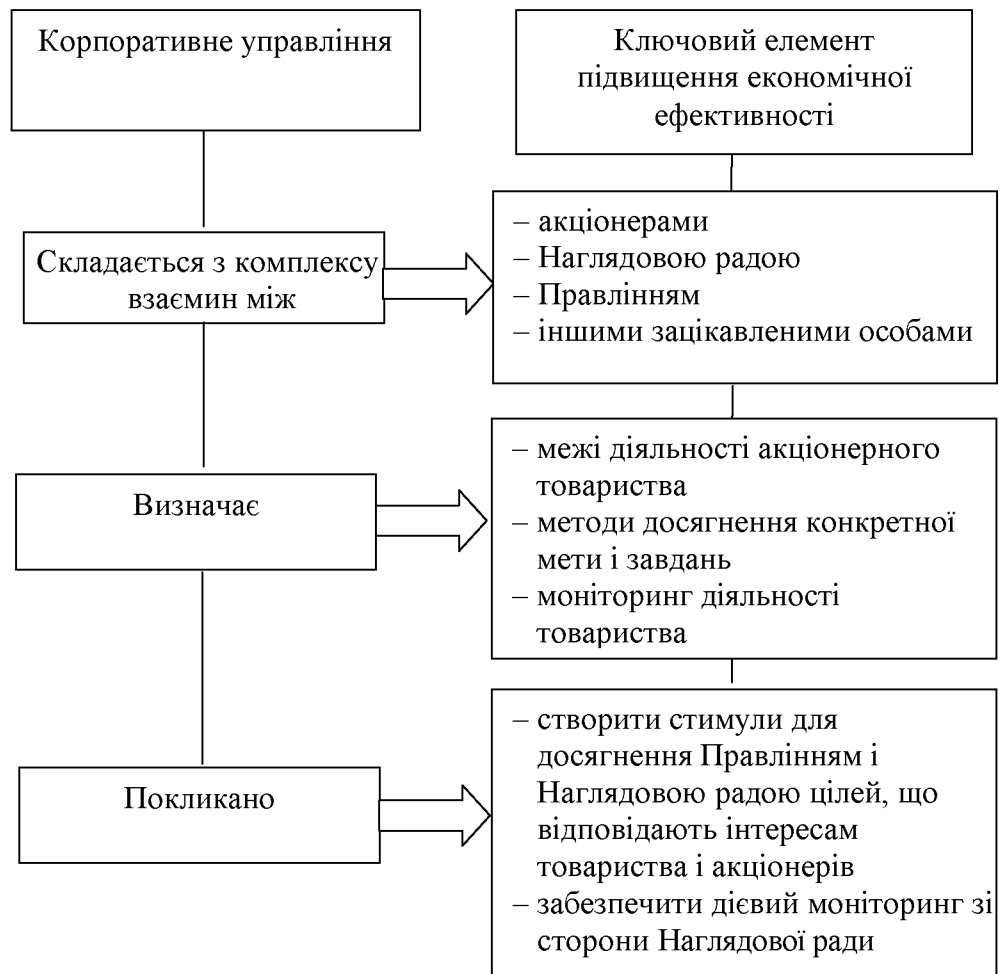 Корпоративне управління
Ключовий елемент
підвищення економічної
ефективності
Складається з комплексу
взаємин між
– акціонерами
– Наглядовою радою
– Правлінням
– іншими зацікавленими особами
Визначає
– межі діяльності акціонерного
товариства
– методи досягнення конкретної
мети і завдань
– моніторинг діяльності
товариства
Покликано
– створити стимули для
досягнення Правлінням і
Наглядовою радою цілей, що
відповідають інтересам
товариства і акціонерів
– забезпечити дієвий моніторинг зі
сторони Наглядової ради